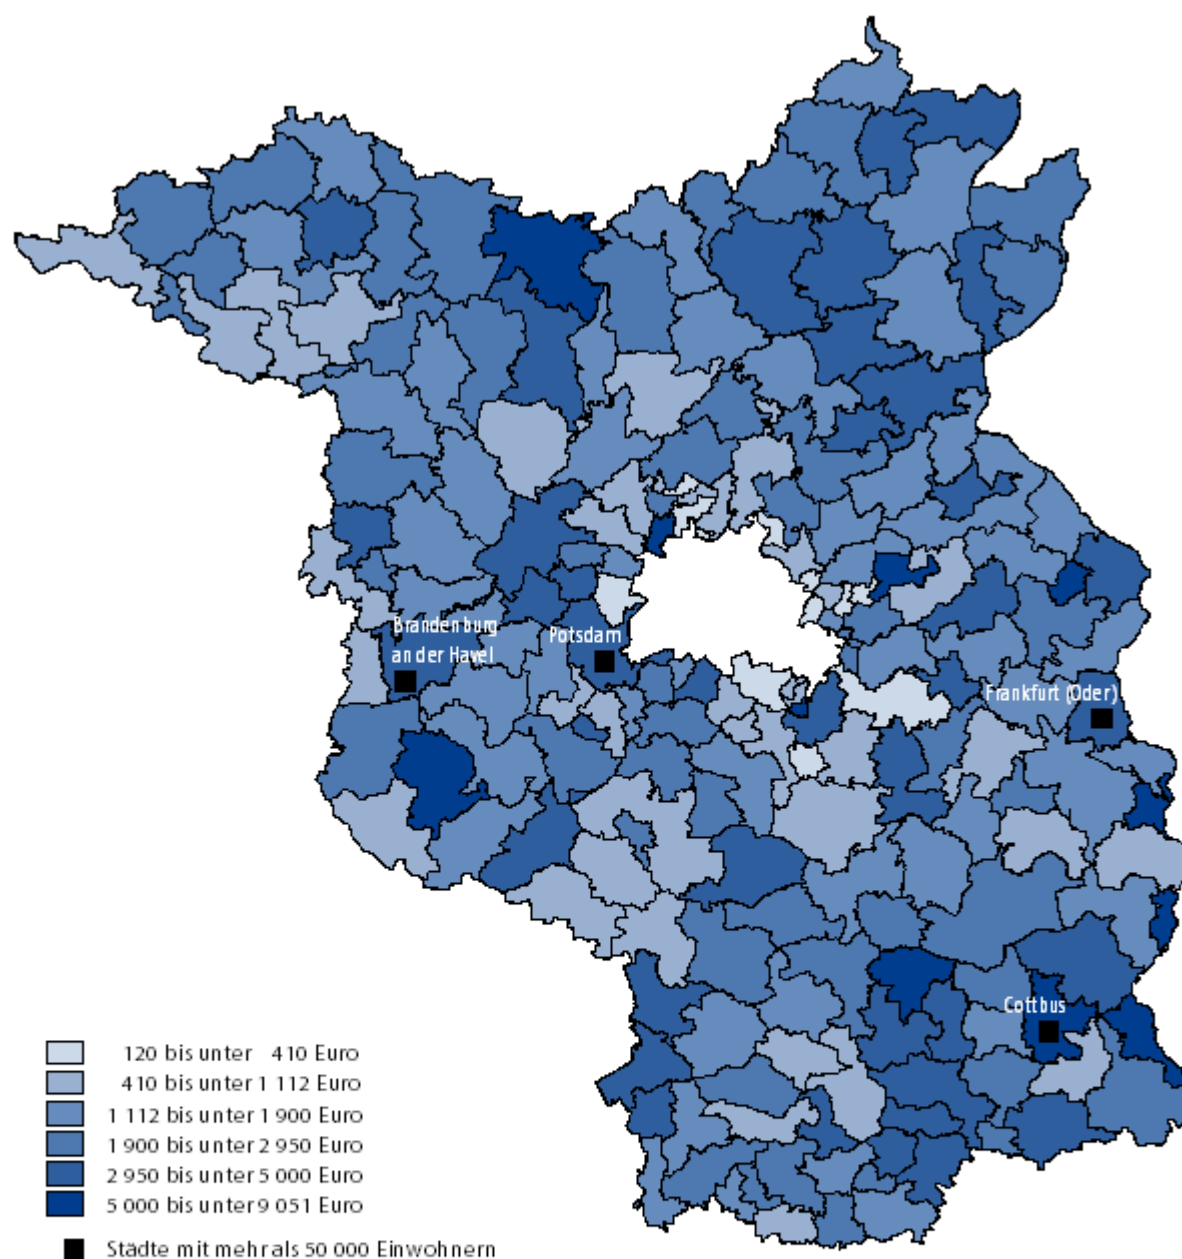 Brandenburg
an der Havel
Potsdam
Frankfurt (Oder)
Cottbus
120 bis unter 410 Euro
410 bis unter 1 112 Euro
1 112 bis unter 1 900 Euro
1 900 bis unter 2 950 Euro
2 950 bis unter 5 000 Euro
5 000 bis unter 9 051 Euro
Städte mit mehr als 50 000 Einwohnern